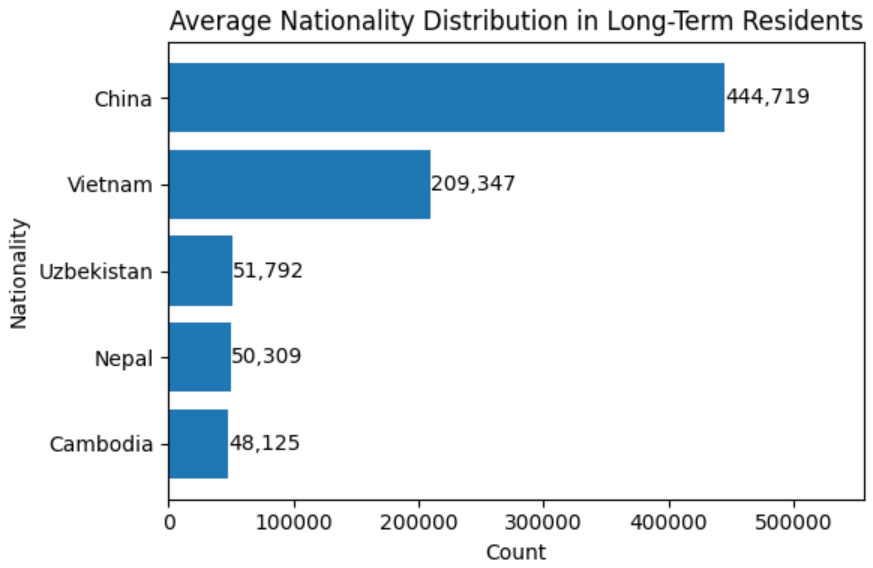 Average Nationality Distribution in Long-Term Residents
Nationality
China
444,719
Vietnam
209,347
Uzbekistan
51,792
Nepal
50,309
Cambodia
48,125
0
100000
200000
300000
400000
500000
Count